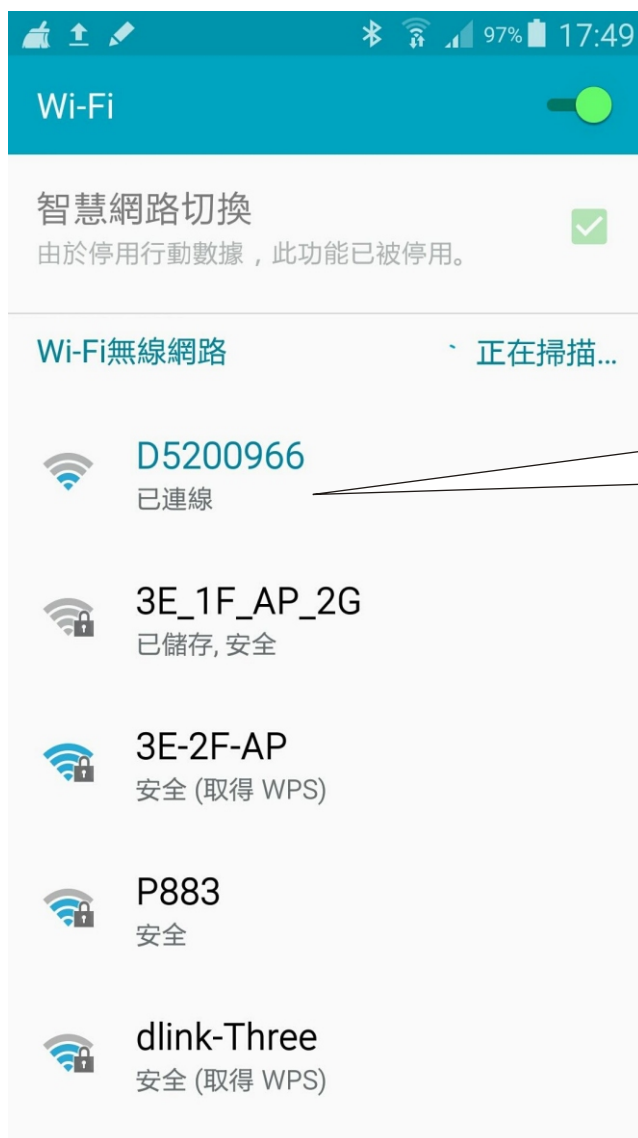 97% 17:49
Wi-Fi
智慧網路切換
由於停用行動數據，此功能已被停用。
Wi-Fi無線網路 正在掃描...
D5200966
已連線
3E_1F_AP_2G
已儲存, 安全
3E-2F-AP
安全 (取得 WPS)
P883
安全
dlink-Three
安全 (取得 WPS)